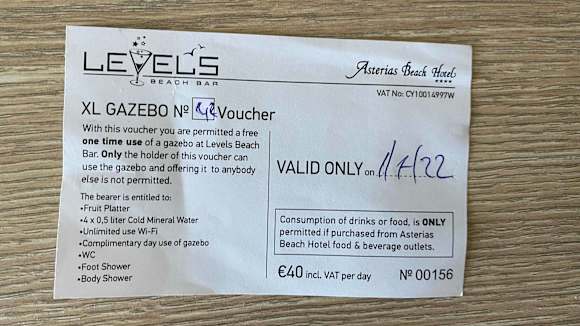 LEVEL'S
BEACH BAR
Asterias Beach Hotel
****
VAT No: CY10014997W
XL GAZEBO Nº Voucher
With this voucher you are permitted a free
one time use of a gazebo at Levels Beach
Bar. Only the holder of this voucher can
use the gazebo and offering it to anybody
else is not permitted.
The bearer is entitled to:
•Fruit Platter
•4 x 0,5 liter Cold Mineral Water
•Unlimited use Wi-Fi
•Complimentary day use of gazebo
•WC
•Foot Shower
•Body Shower
VALID ONLY on
Consumption of drinks or food, is ONLY
permitted if purchased from Asterias
Beach Hotel food & beverage outlets.
€40 incl. VAT per day
Nº 00156